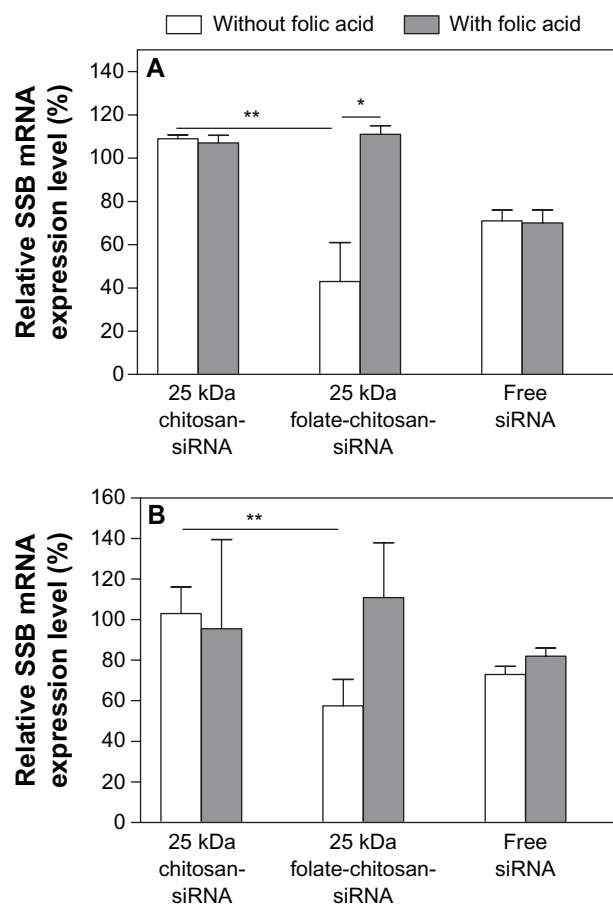 Without folic acid With folic acid
A
Relative SSB mRNA
expression level (%)
140
120
100
80
60
40
20
0
**
*
25 kDa
chitosan-
siRNA
25 kDa
folate-chitosan-
siRNA
Free
siRNA
B
Relative SSB mRNA
expression level (%)
160
140
120
100
80
60
40
20
0
**
25 kDa
chitosan-
siRNA
25 kDa
folate-chitosan-
siRNA
Free
siRNA